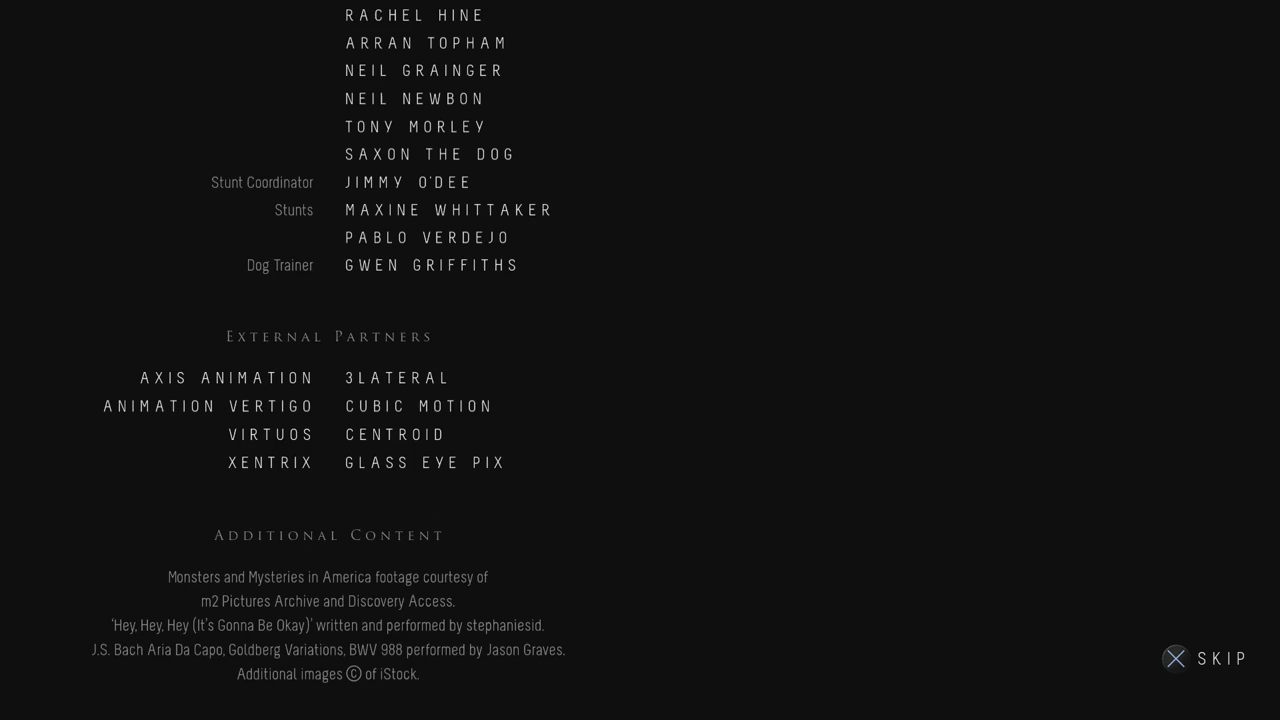 RACHEL HINE
ARRAN TOPHAM
NEIL GRAINGER
NEIL NEWBON
TONY MORLEY
SAXON THE DOG
Stunt Coordinator JIMMY O'DEE
Stunts MAXINE WHITTAKER
PABLO VERDEJO
Dog Trainer GWEN GRIFFITHS
EXTERNAL PARTNERS
AXIS ANIMATION 3LATERAL
ANIMATION VERTIGO CUBIC MOTION
VIRTUOS CENTROID
XENTRIX GLASS EYE PIX
ADDITIONAL CONTENT
Monsters and Mysteries in America footage courtesy of
m2 Pictures Archive and Discovery Access.
'Hey, Hey, Hey (It's Gonna Be Okay)' written and performed by stephaniesid.
J.S. Bach Aria Da Capo, Goldberg Variations, BWV 988 performed by Jason Graves.
Additional images © of iStock.
SKIP